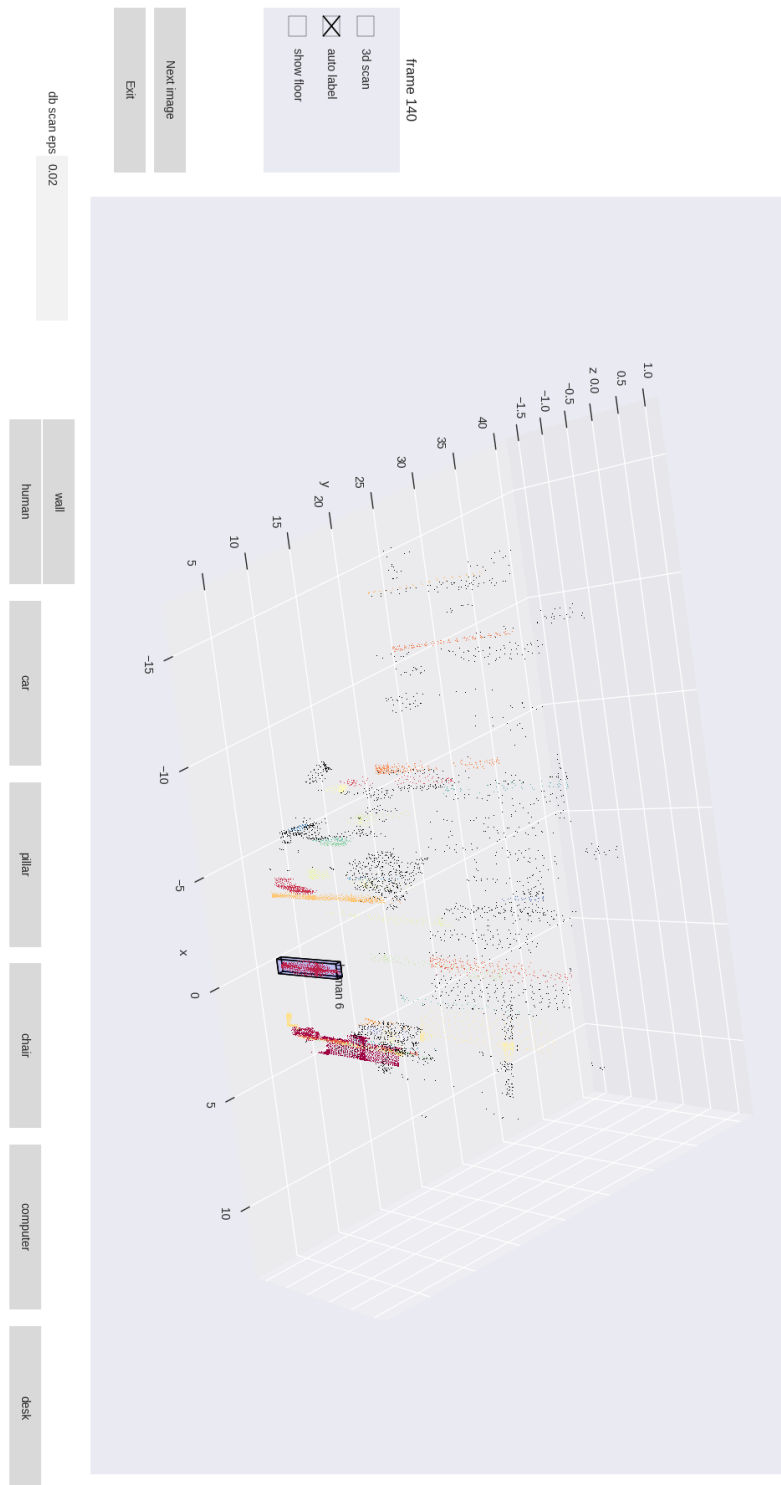 frame 140
3d scan
auto label
show floor
Next image
Exit
db scan eps 0.02
1.0
0.5
z 0.0
−0.5
−1.0
−1.5
40
35
30
25
y 20
15
10
5
−15
−10
−5
x 0
5
10
man 6
wall
human
car
pillar
chair
computer
desk